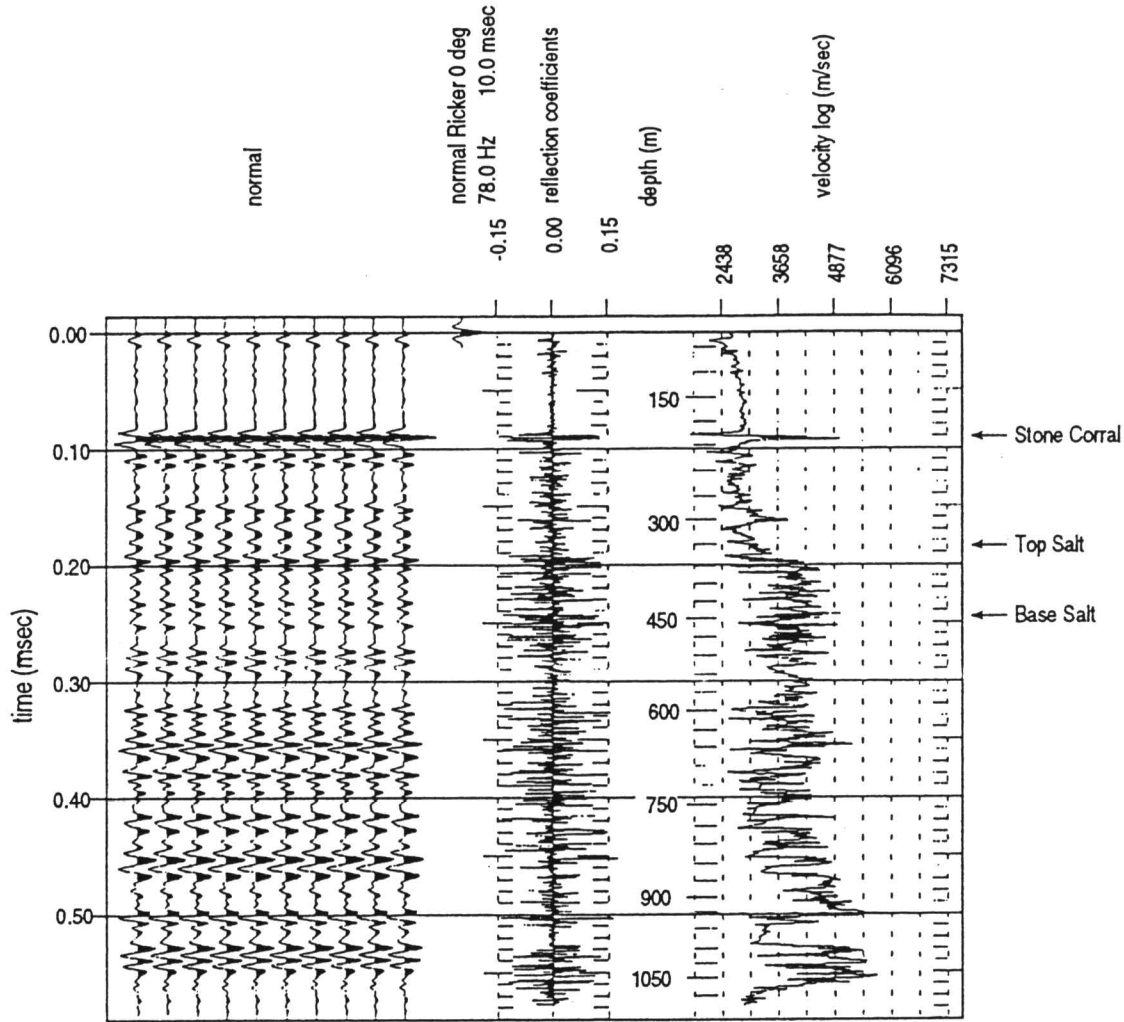 normal
normal Ricker 0 deg
78.0 Hz 10.0 msec
-0.15
0.00
0.15
reflection coefficients
depth (m)
velocity log (m/sec)
2438
3658
4877
6096
7315
time (msec)
0.00
0.10
0.20
0.30
0.40
0.50
150
300
450
600
750
900
1050
Stone Corral
Top Salt
Base Salt